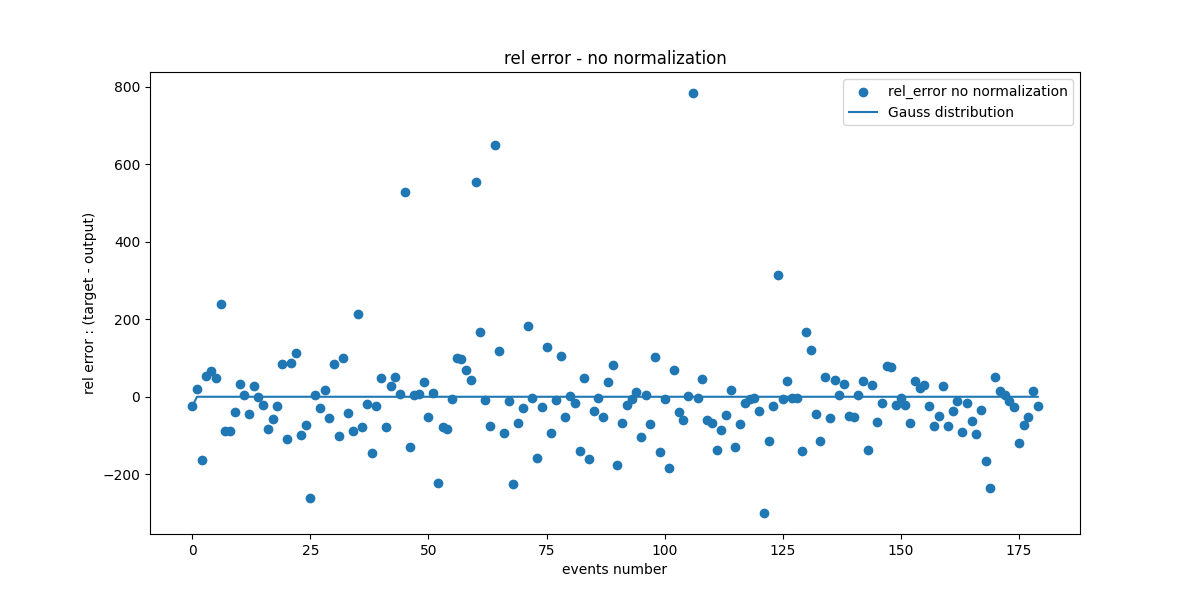 rel error - no normalization
rel_error no normalization
Gauss distribution
800
600
400
200
0
−200
rel error : (target - output)
0 25 50 75 100 125 150 175
events number